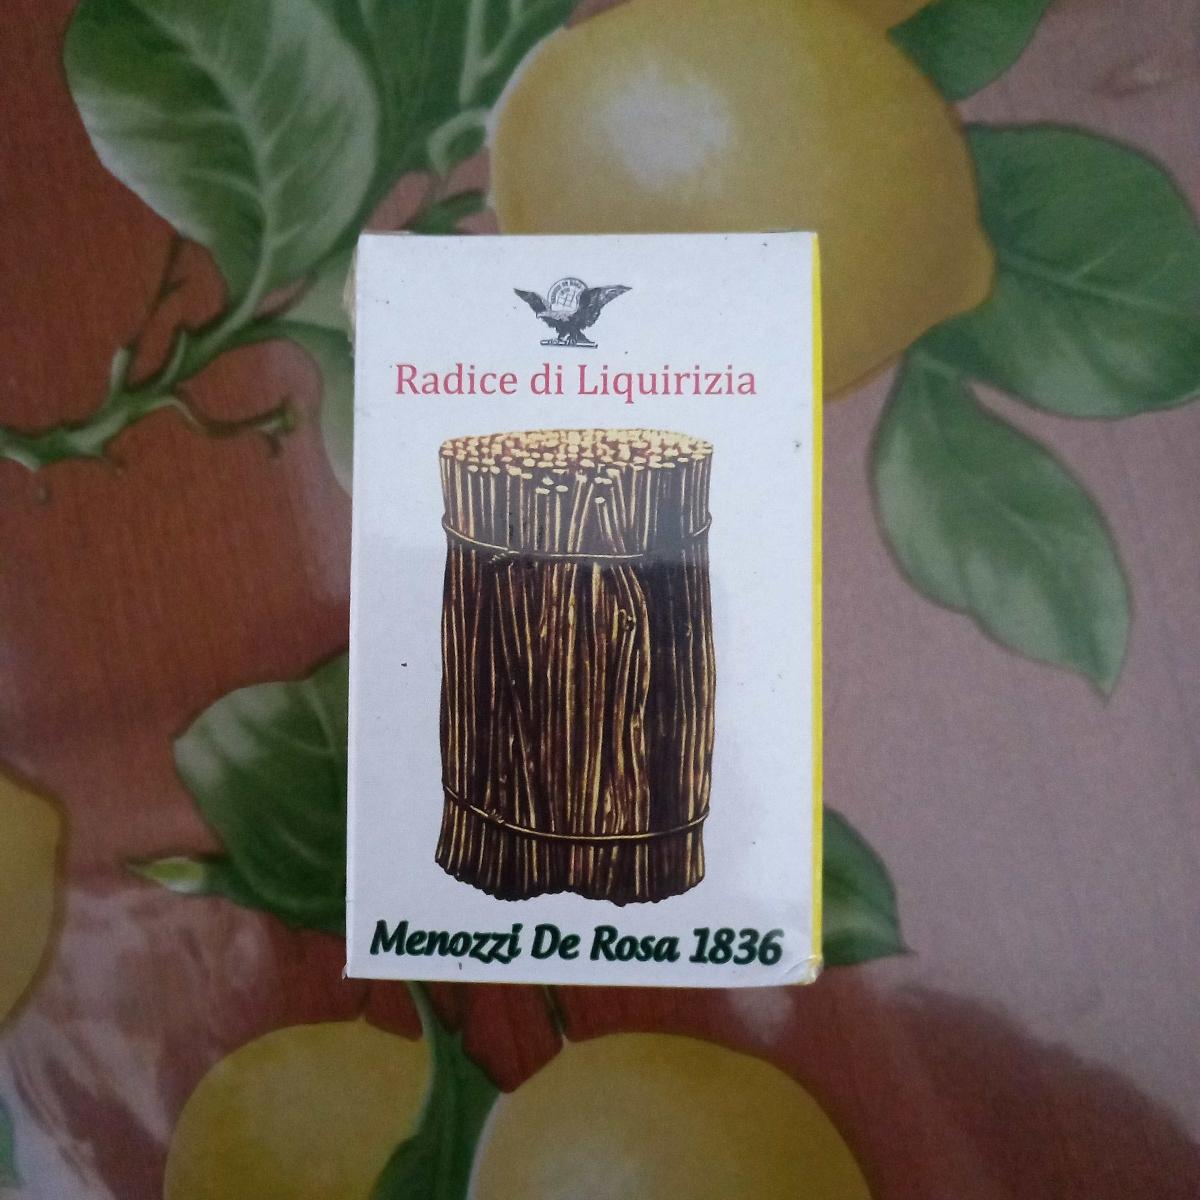 Radice di Liquirizia
Menozzi De Rosa 1836